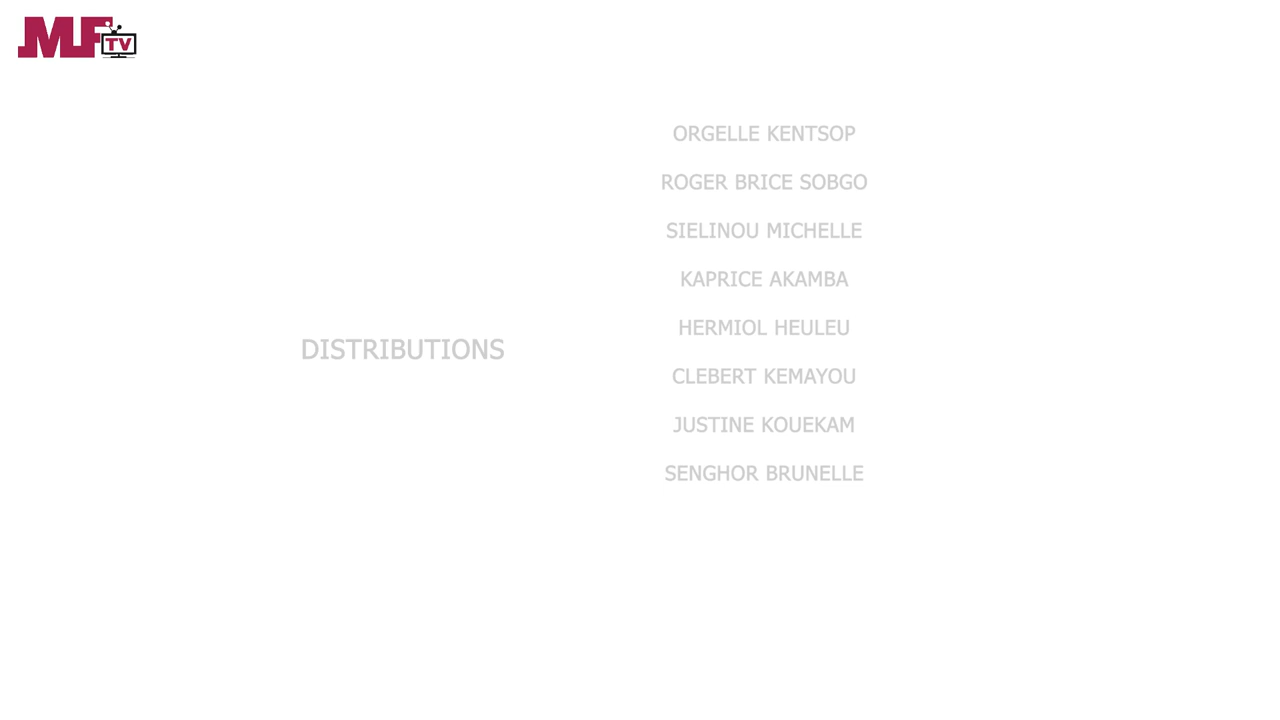 MF TV
ORGELLE KENTSOP
ROGER BRICE SOBGO
SIELINOU MICHELLE
KAPRICE AKAMBA
HERMIOL HEULEU
DISTRIBUTIONS
CLEBERT KEMAYOU
JUSTINE KOUEKAM
SENGHOR BRUNELLE